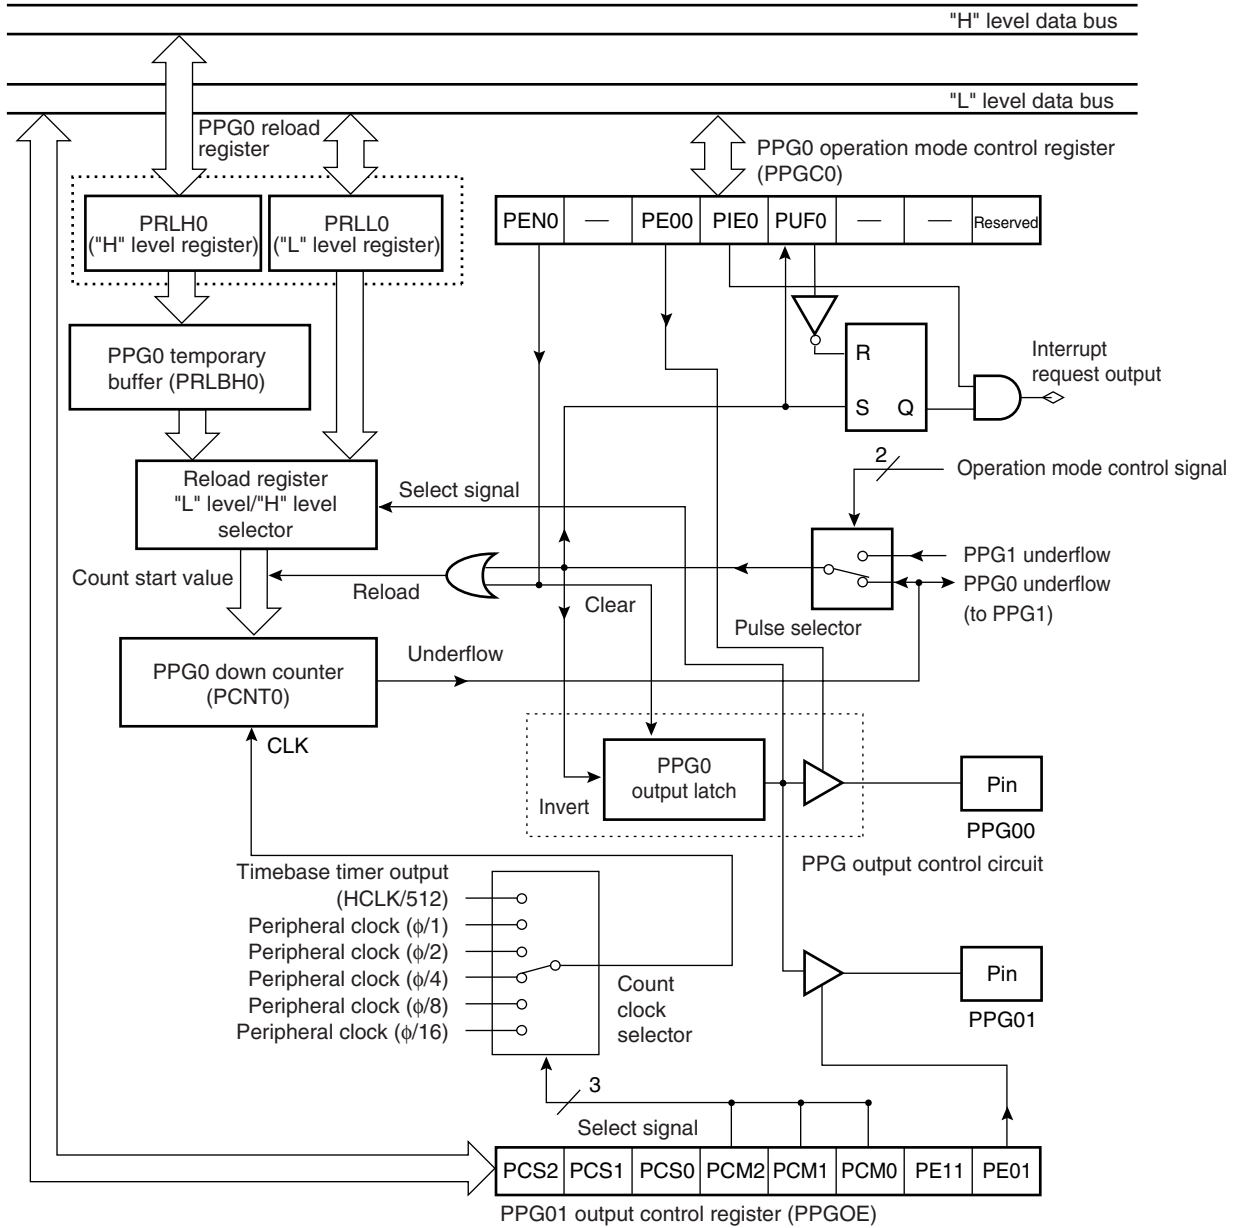 "H" level data bus
"L" level data bus
PPG0 reload
register
PPG0 operation mode control register
(PPGC0)
PRLH0
("H" level register)
PRLL0
("L" level register)
PEN0 — PE00 PIE0 PUF0 — — Reserved
PPG0 temporary
buffer (PRLBH0)
R
S Q
Interrupt
request output
Reload register
"L" level/"H" level
selector
Select signal
2
Operation mode control signal
Count start value
Reload
Clear
PPG1 underflow
PPG0 underflow
(to PPG1)
Pulse selector
PPG0 down counter
(PCNT0)
Underflow
CLK
PPG0
output latch
Invert
Pin
PPG00
PPG output control circuit
Timebase timer output
(HCLK/512)
Peripheral clock (ϕ/1)
Peripheral clock (ϕ/2)
Peripheral clock (ϕ/4)
Peripheral clock (ϕ/8)
Peripheral clock (ϕ/16)
Count
clock
selector
Pin
PPG01
3
Select signal
PCS2 PCS1 PCS0 PCM2 PCM1 PCM0 PE11 PE01
PPG01 output control register (PPGOE)